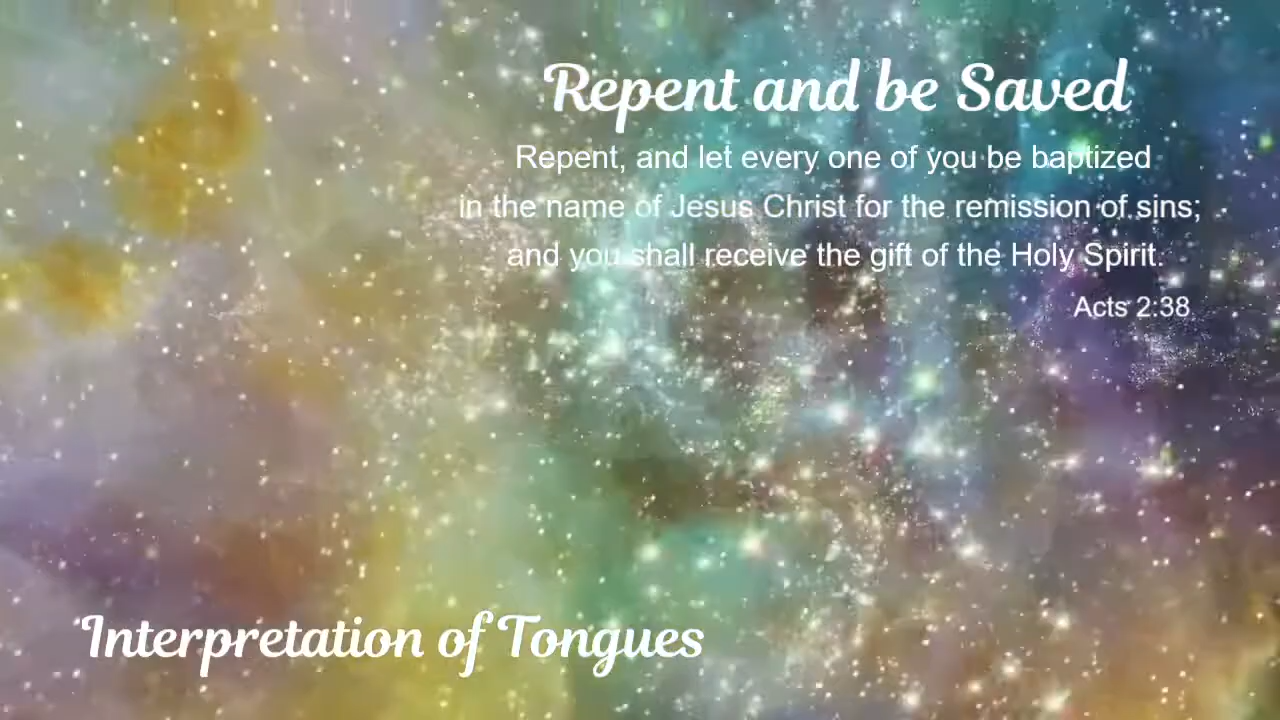 Repent and be Saved
Repent, and let every one of you be baptized
in the name of Jesus Christ for the remission of sins;
and you shall receive the gift of the Holy Spirit.
Acts 2:38
Interpretation of Tongues